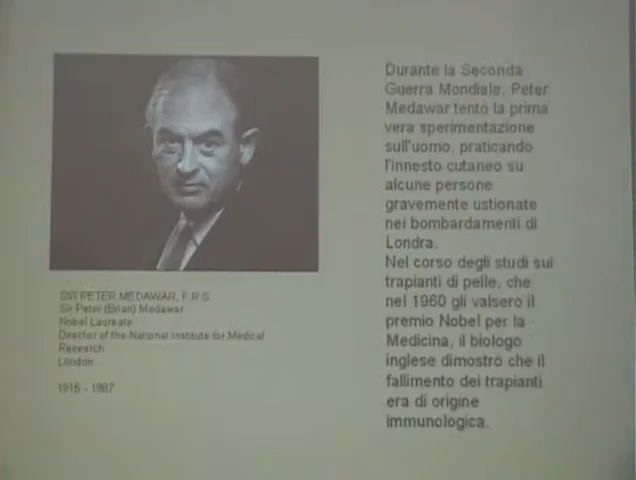 SIR PETER MEDAWAR, F.R.S.
Sir Peter (Brian) Medawar
Nobel Laureate
Director of the National Institute for Medical
Research
London
1915 - 1987
Durante la Seconda
Guerra Mondiale, Peter
Medawar tentò la prima
vera sperimentazione
sull'uomo, praticando
l'innesto cutaneo su
alcune persone
gravemente ustionate
nei bombardamenti di
Londra.
Nel corso degli studi sui
trapianti di pelle, che
nel 1960 gli valsero il
premio Nobel per la
Medicina, il biologo
inglese dimostrò che il
fallimento dei trapianti
era di origine
immunologica.